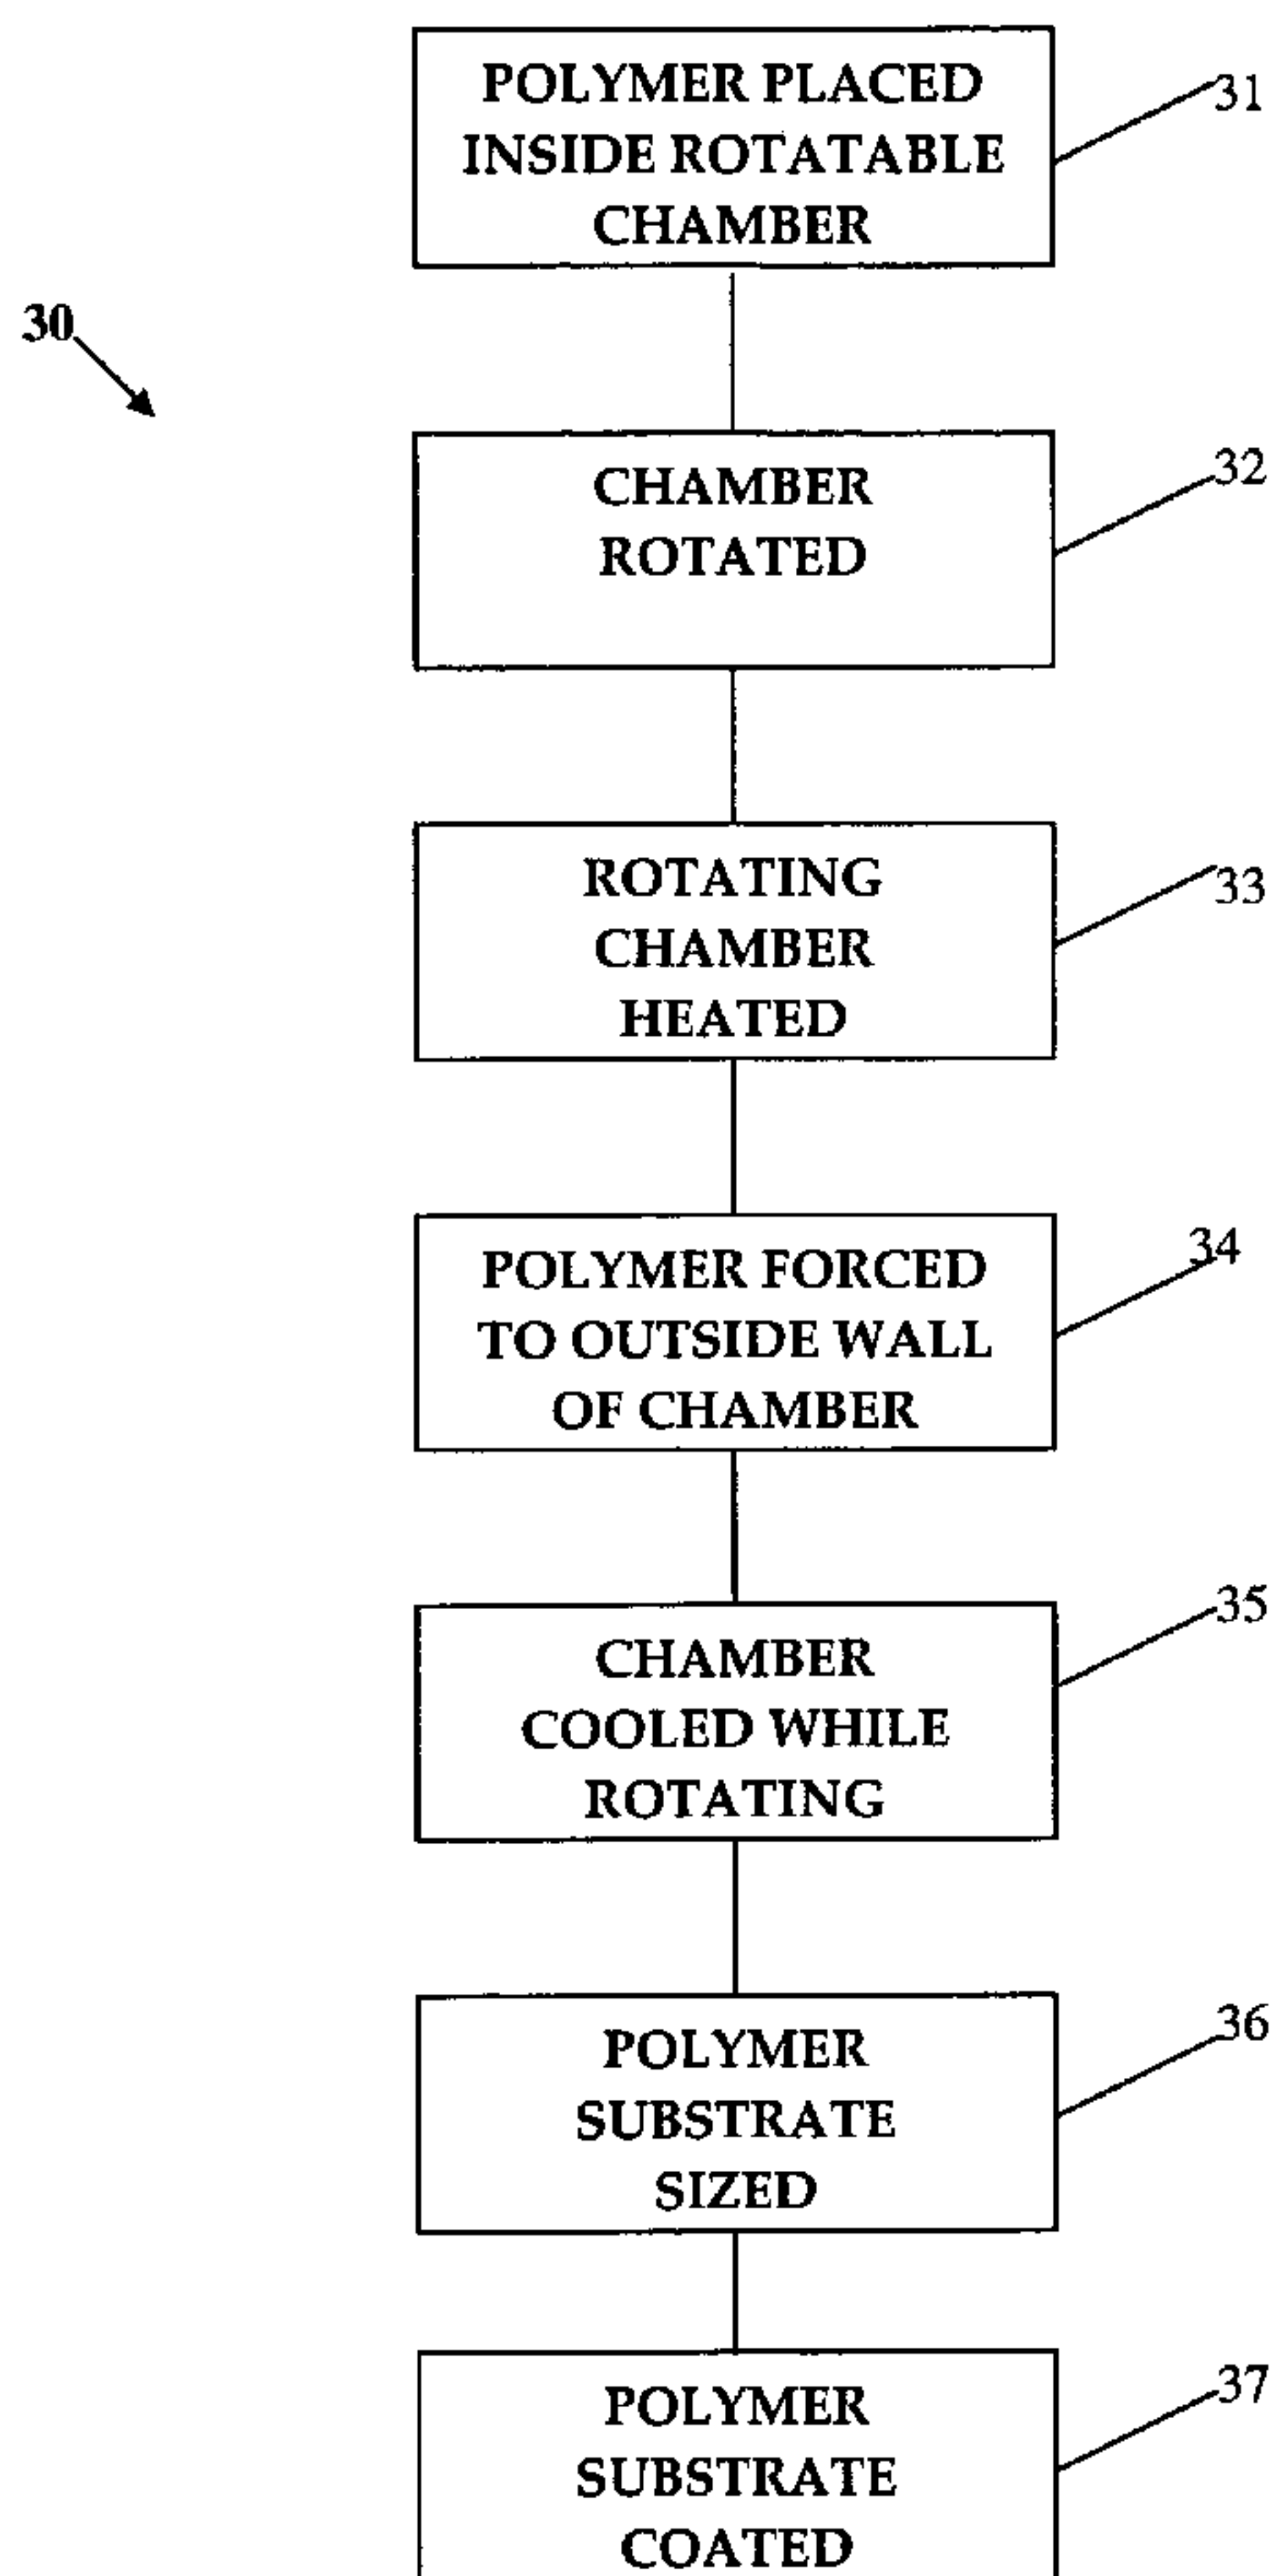 POLYMER PLACED
INSIDE ROTATABLE
CHAMBER
31
30
CHAMBER
ROTATED
32
ROTATING
CHAMBER
HEATED
33
POLYMER FORCED
TO OUTSIDE WALL
OF CHAMBER
34
CHAMBER
COOLED WHILE
ROTATING
35
POLYMER
SUBSTRATE
SIZED
36
POLYMER
SUBSTRATE
COATED
37